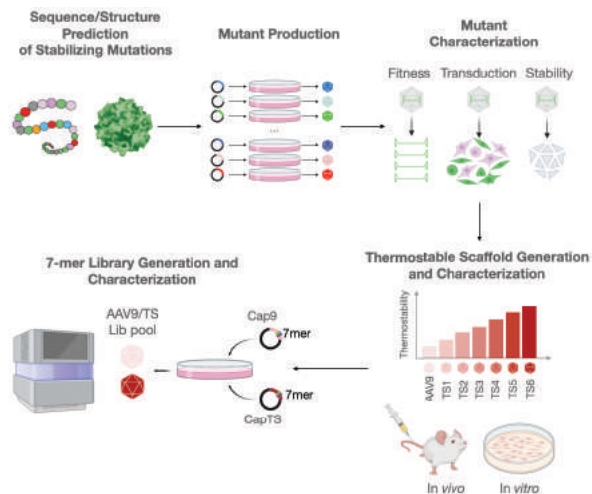 Sequence/Structure
Prediction
of Stabilizing Mutations
Mutant Production
...
Mutant
Characterization
Fitness
Transduction
Stability
7-mer Library Generation and
Characterization
AAV9/TS
Lib pool
Cap9
7mer
7mer
CapTS
Thermostable Scaffold Generation
and Characterization
Thermostability
AAV9
TS1
TS2
TS3
TS4
TS5
TS6
In vivo
In vitro